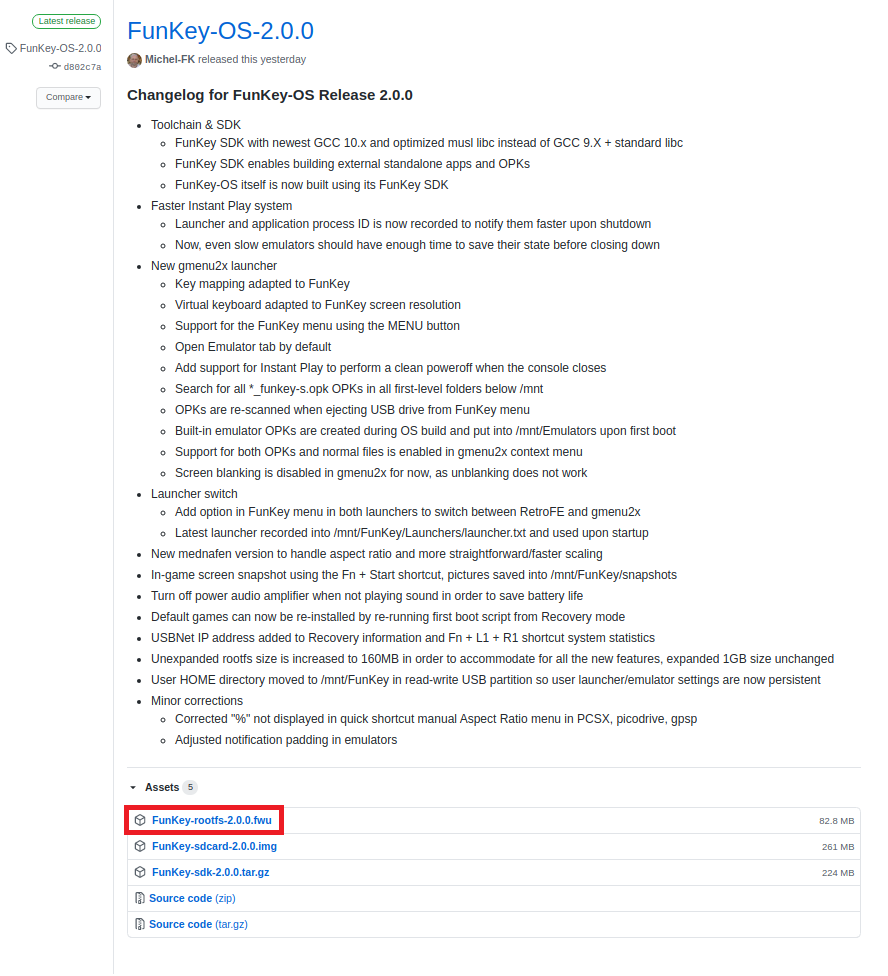 Latest release
FunKey-OS-2.0.0
d802c7a
Compare
FunKey-OS-2.0.0
Michel-FK released this yesterday
Changelog for FunKey-OS Release 2.0.0
Toolchain & SDK
FunKey SDK with newest GCC 10.x and optimized musl libc instead of GCC 9.X + standard libc
FunKey SDK enables building external standalone apps and OPKs
FunKey-OS itself is now built using its FunKey SDK
Faster Instant Play system
Launcher and application process ID is now recorded to notify them faster upon shutdown
Now, even slow emulators should have enough time to save their state before closing down
New gmenu2x launcher
Key mapping adapted to FunKey
Virtual keyboard adapted to FunKey screen resolution
Support for the FunKey menu using the MENU button
Open Emulator tab by default
Add support for Instant Play to perform a clean poweroff when the console closes
Search for all *_funkey-s.opk OPKs in all first-level folders below /mnt
OPKs are re-scanned when ejecting USB drive from FunKey menu
Built-in emulator OPKs are created during OS build and put into /mnt/Emulators upon first boot
Support for both OPKs and normal files is enabled in gmenu2x context menu
Screen blanking is disabled in gmenu2x for now, as unblanking does not work
Launcher switch
Add option in FunKey menu in both launchers to switch between RetroFE and gmenu2x
Latest launcher recorded into /mnt/FunKey/Launchers/launcher.txt and used upon startup
New mednafen version to handle aspect ratio and more straightforward/faster scaling
In-game screen snapshot using the Fn + Start shortcut, pictures saved into /mnt/FunKey/snapshots
Turn off power audio amplifier when not playing sound in order to save battery life
Default games can now be re-installed by re-running first boot script from Recovery mode
USBNet IP address added to Recovery information and Fn + L1 + R1 shortcut system statistics
Unexpanded rootfs size is increased to 160MB in order to accommodate for all the new features, expanded 1GB size unchanged
User HOME directory moved to /mnt/FunKey in read-write USB partition so user launcher/emulator settings are now persistent
Minor corrections
Corrected "%" not displayed in quick shortcut manual Aspect Ratio menu in PCSX, picodrive, gpsp
Adjusted notification padding in emulators
Assets 5
FunKey-rootfs-2.0.0.fwu 82.8 MB
FunKey-sdcard-2.0.0.img 261 MB
FunKey-sdk-2.0.0.tar.gz 224 MB
Source code (zip)
Source code (tar.gz)